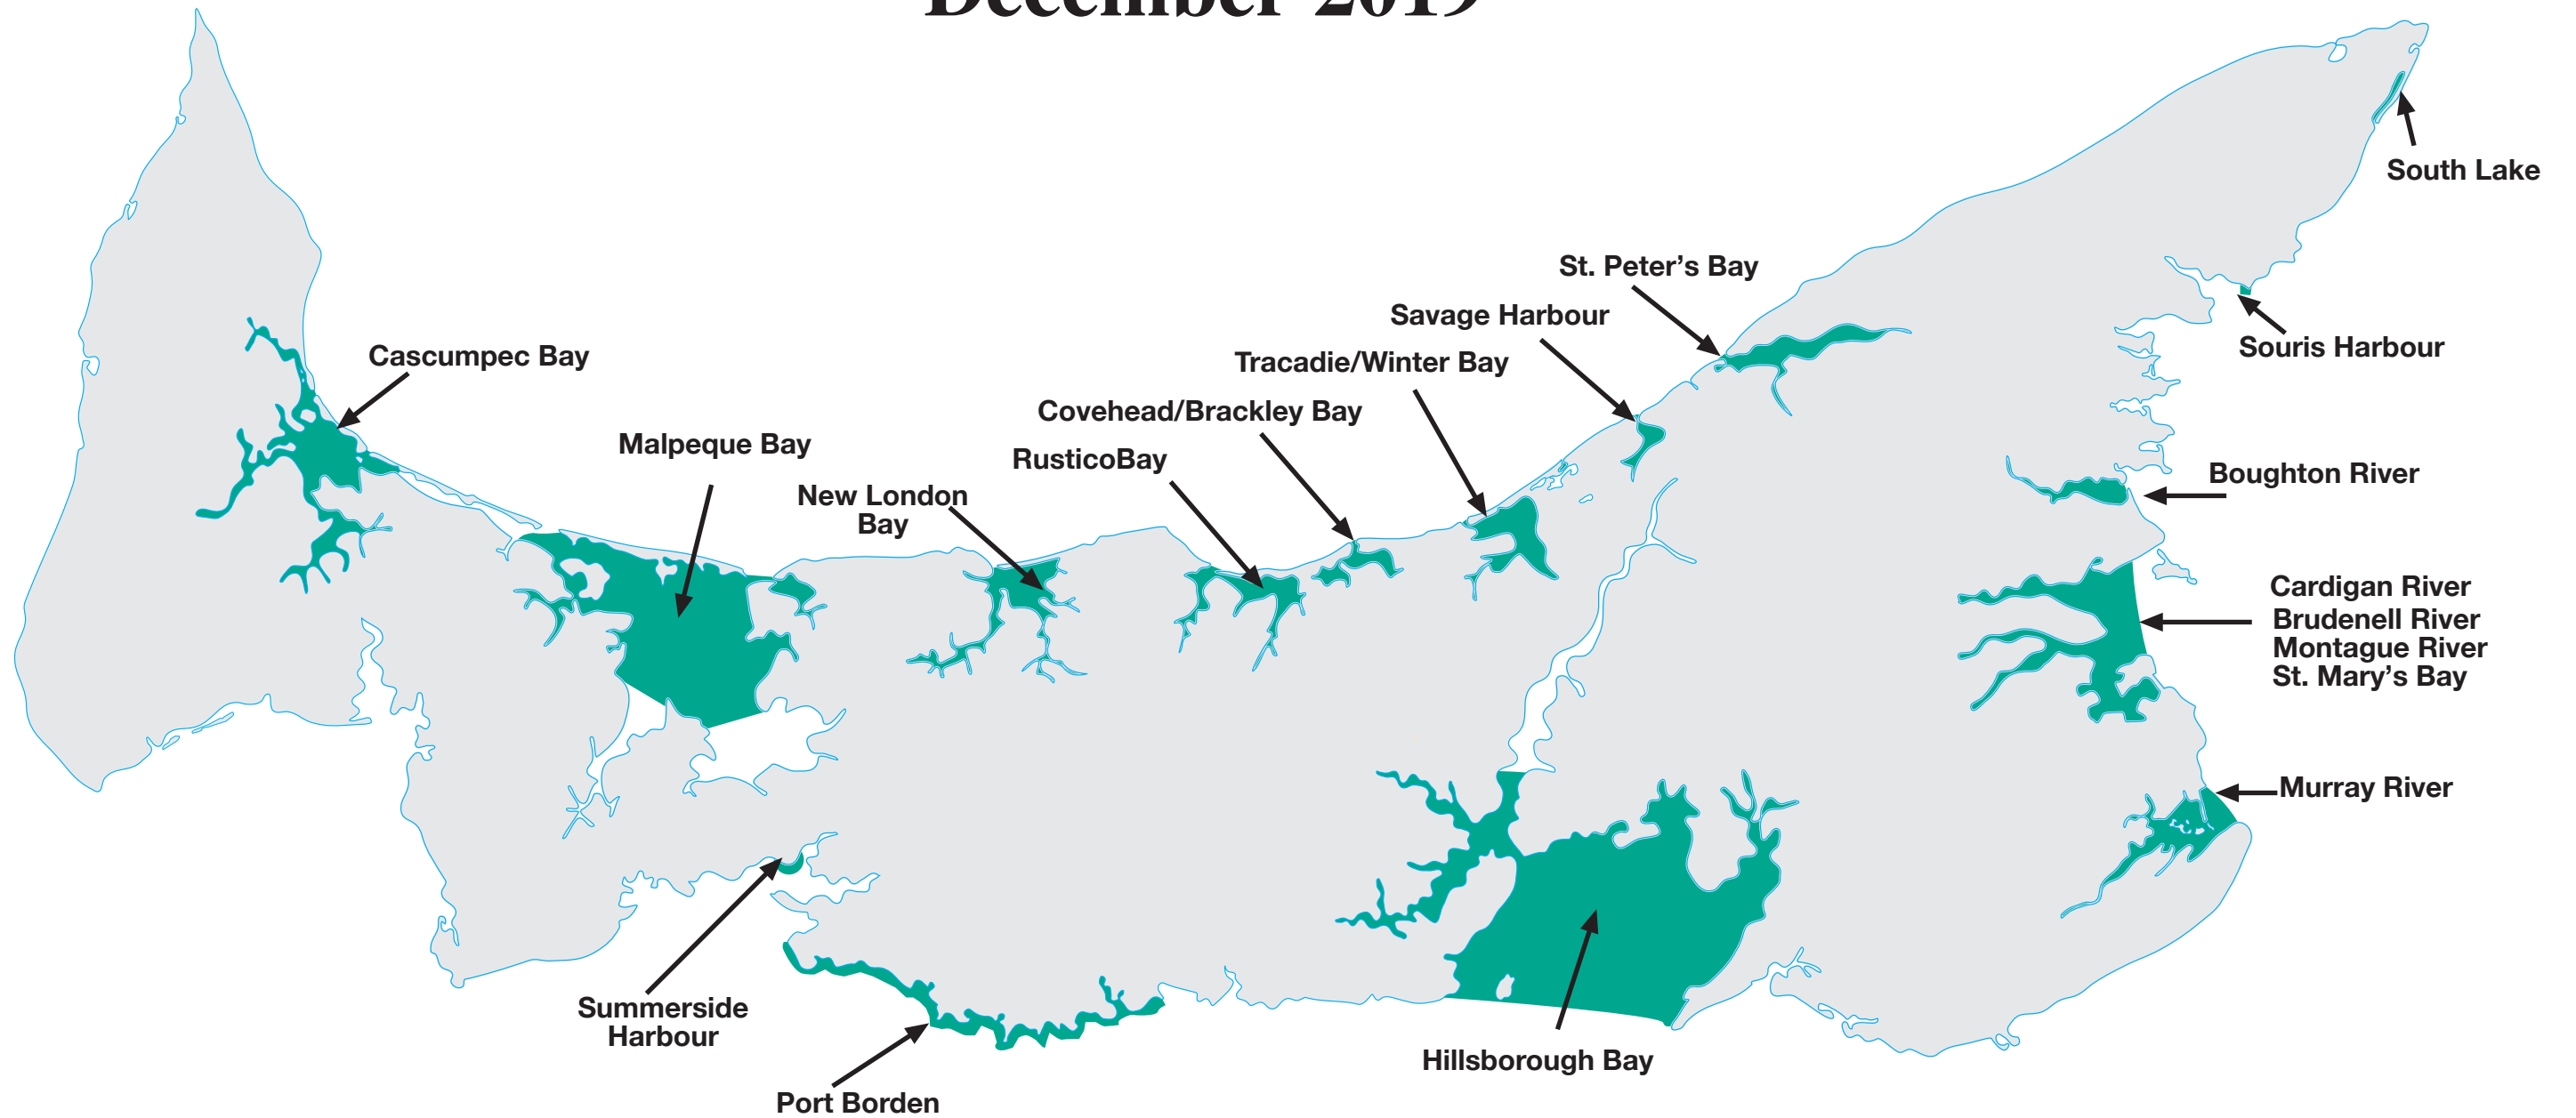 December 2019
South Lake
St. Peter's Bay
Savage Harbour
Souris Harbour
Cascumpec Bay
Tracadie/Winter Bay
Covehead/Brackley Bay
Malpeque Bay
RusticoBay
Boughton River
New London
Bay
Cardigan River
Brudenell River
Montague River
St. Mary's Bay
Murray River
Summerside
Harbour
Hillsborough Bay
Port Borden